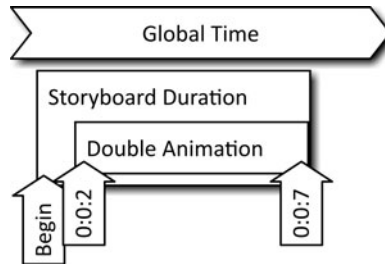 Global Time
Storyboard Duration
Double Animation
Begin
0:0:2
0:0:7